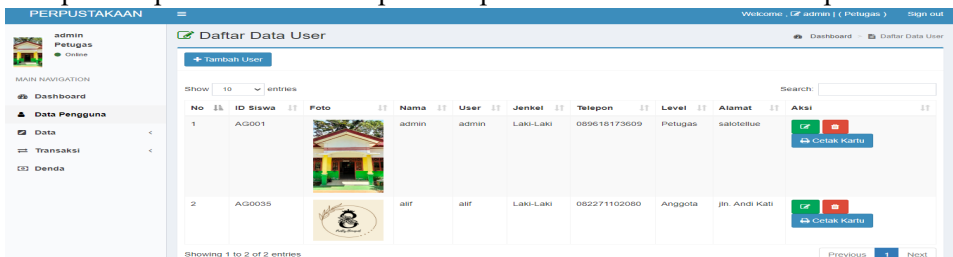 PERPUSTAKAAN
Welcome , admin | ( Petugas ) Sign out
admin
Petugas
Online
MAIN NAVIGATION
Dashboard
Data Pengguna
Data
Transaksi
Denda
Daftar Data User
Dashboard Daftar Data User
+ Tambah User
Show 10 entries
Search:
No ID Siswa Foto Nama User Jenkel Telepon Level Alamat Aksi
1 AG001 admin admin Laki-Laki 089618173609 Petugas salotellue
Cetak Kartu
2 AG0035 alif alif Laki-Laki 082271102080 Anggota jln. Andi Kati
Cetak Kartu
Showing 1 to 2 of 2 entries
Previous 1 Next